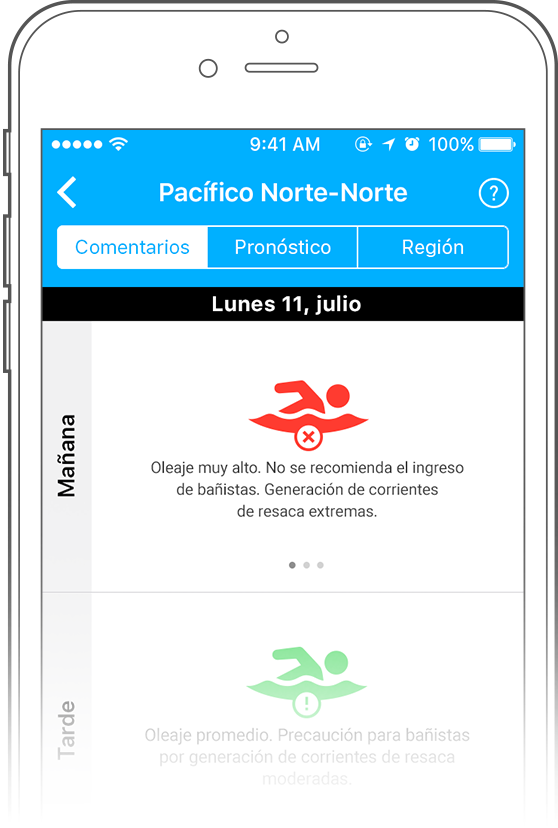 9:41 AM 100%
Pacífico Norte-Norte ?
Comentarios Pronóstico Región
Lunes 11, julio
Mañana
Oleaje muy alto. No se recomienda el ingreso
de bañistas. Generación de corrientes
de resaca extremas.
Tarde
Oleaje promedio. Precaución para bañistas
por generación de corrientes de resaca
moderadas.